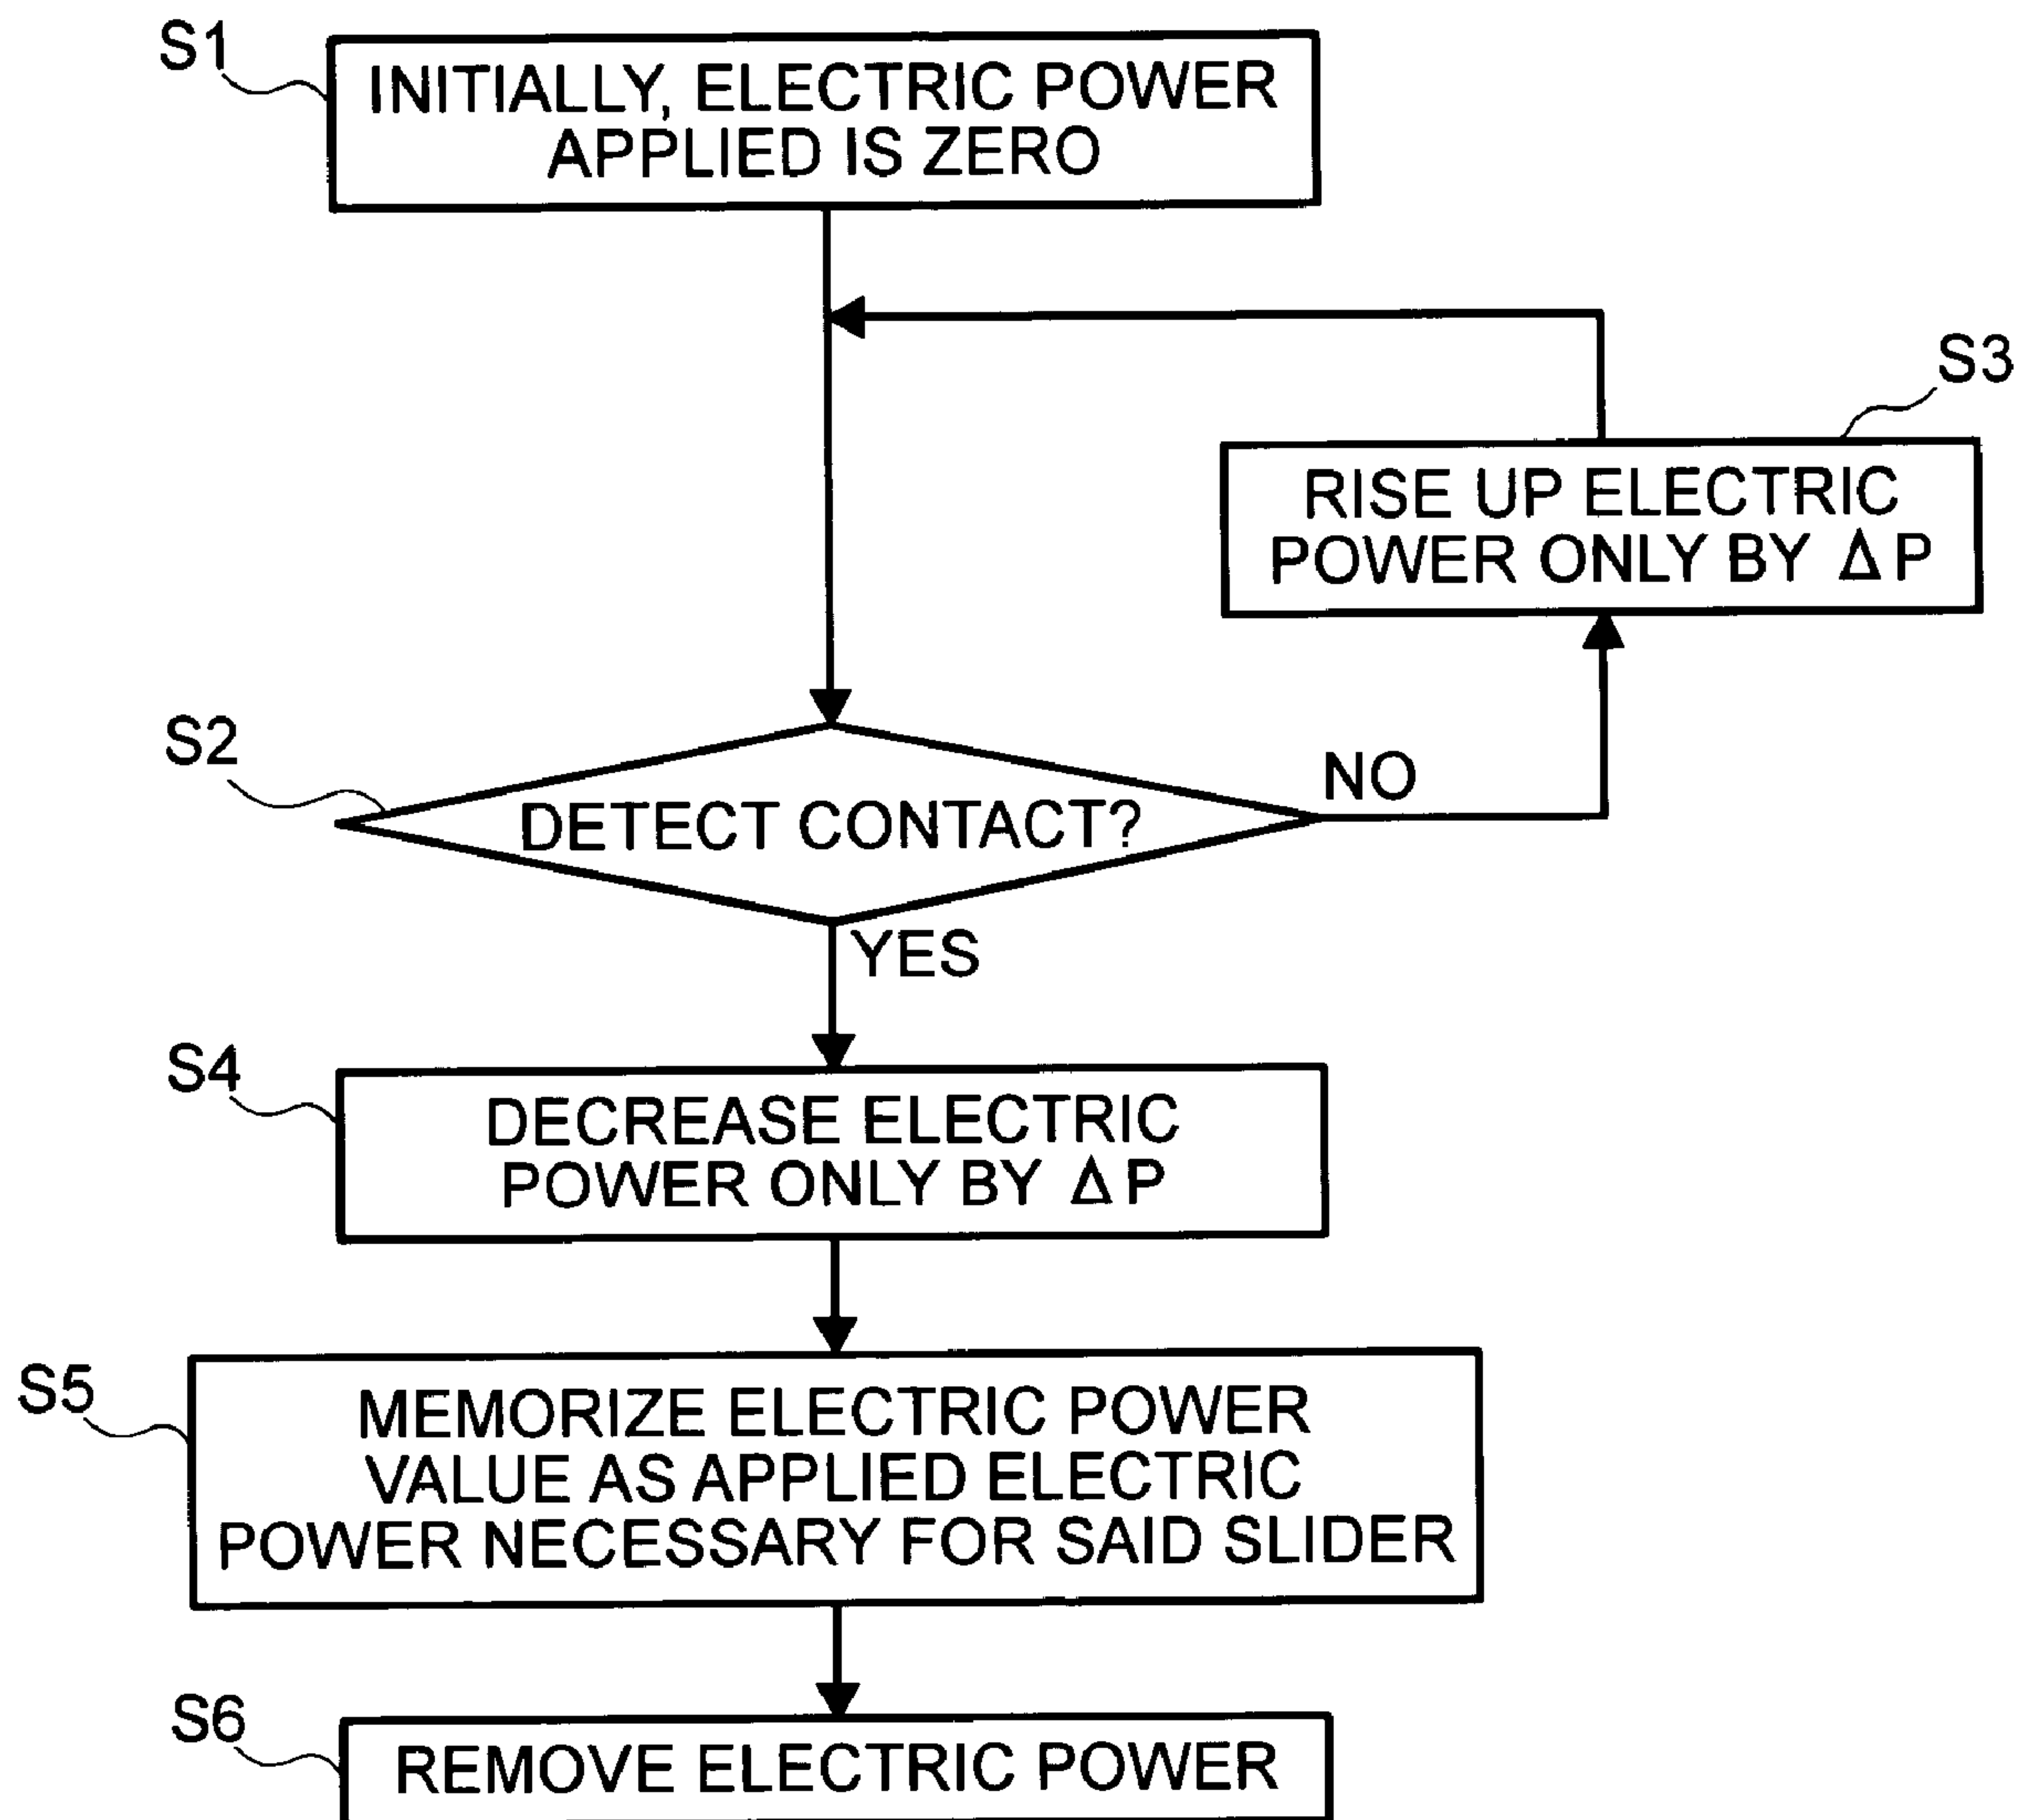 S1
INITIALLY, ELECTRIC POWER
APPLIED IS ZERO
S3
RISE UP ELECTRIC
POWER ONLY BY Δ P
S2
DETECT CONTACT?
NO
YES
S4
DECREASE ELECTRIC
POWER ONLY BY Δ P
S5
MEMORIZE ELECTRIC POWER
VALUE AS APPLIED ELECTRIC
POWER NECESSARY FOR SAID SLIDER
S6
REMOVE ELECTRIC POWER